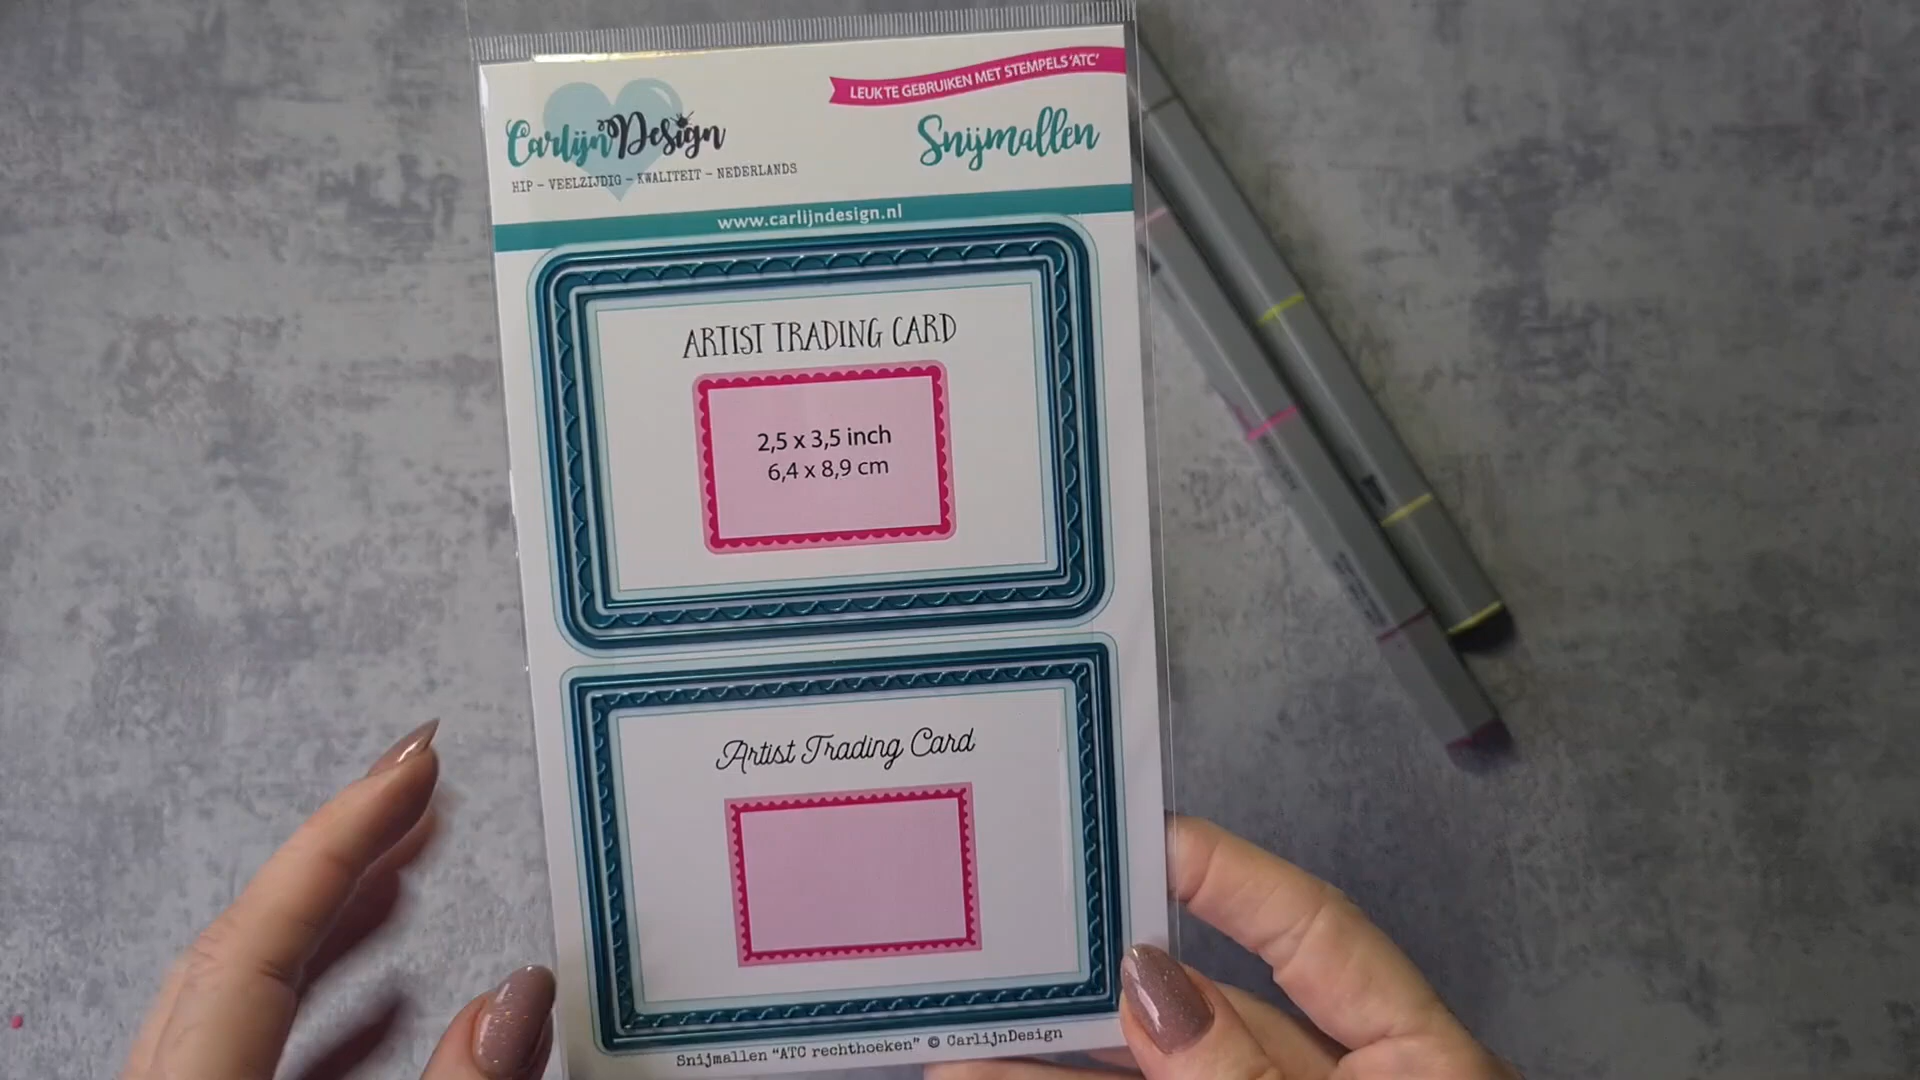 LEUK TE GEBRUIKEN MET STEMPELS 'ATC'
CarlijnDesign
Snijmallen
HIP – VEELZIJDIG – KWALITEIT – NEDERLANDS
www.carlijndesign.nl
ARTIST TRADING CARD
2,5 x 3,5 inch
6,4 x 8,9 cm
Artist Trading Card
Snijmallen "ATC rechthoeken" © CarlijnDesign